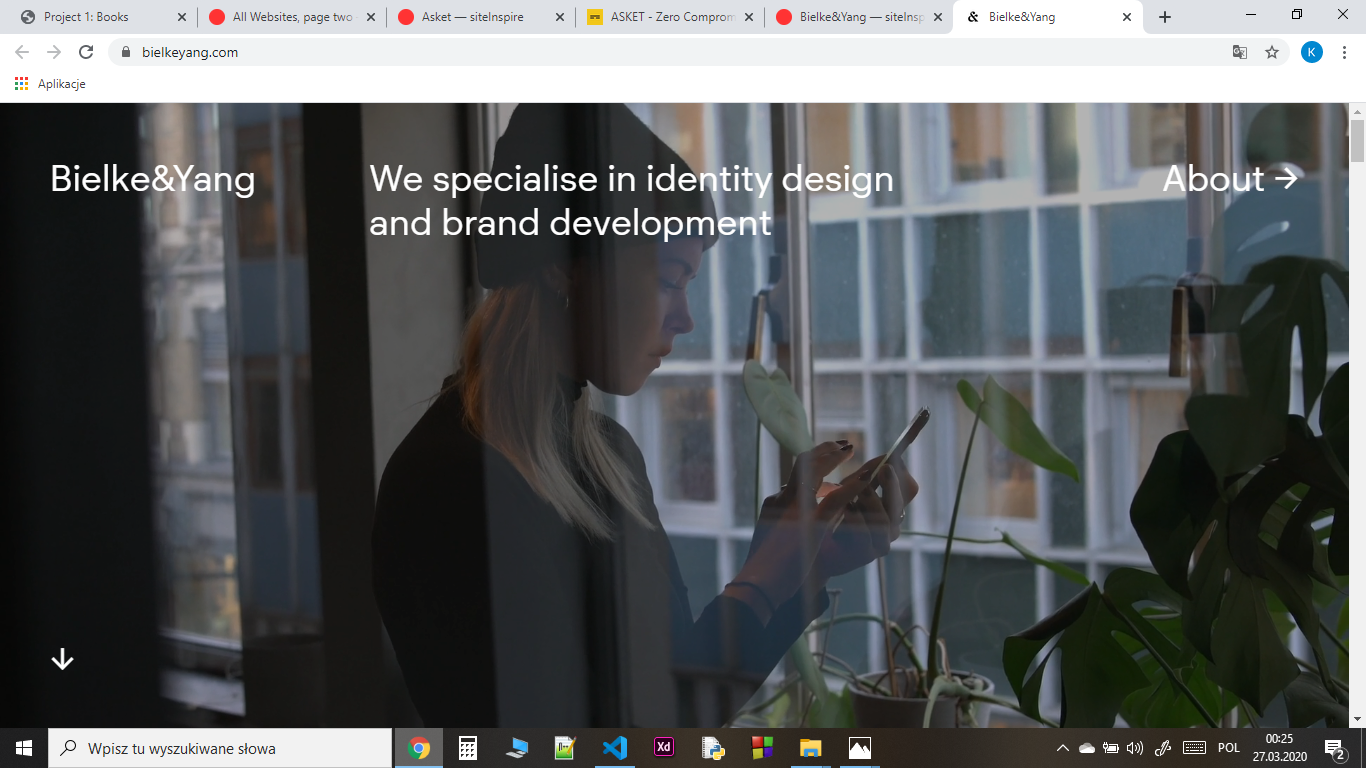 Project 1: Books
All Websites, page two
Asket — siteInspire
ASKET - Zero Comprom
Bielke&Yang — siteInsp
& Bielke&Yang
bielkeyang.com
K
Aplikacje
Bielke&Yang
We specialise in identity design
and brand development
About →
↓
Wpisz tu wyszukiwane słowa
Xd
POL
00:25
27.03.2020
2